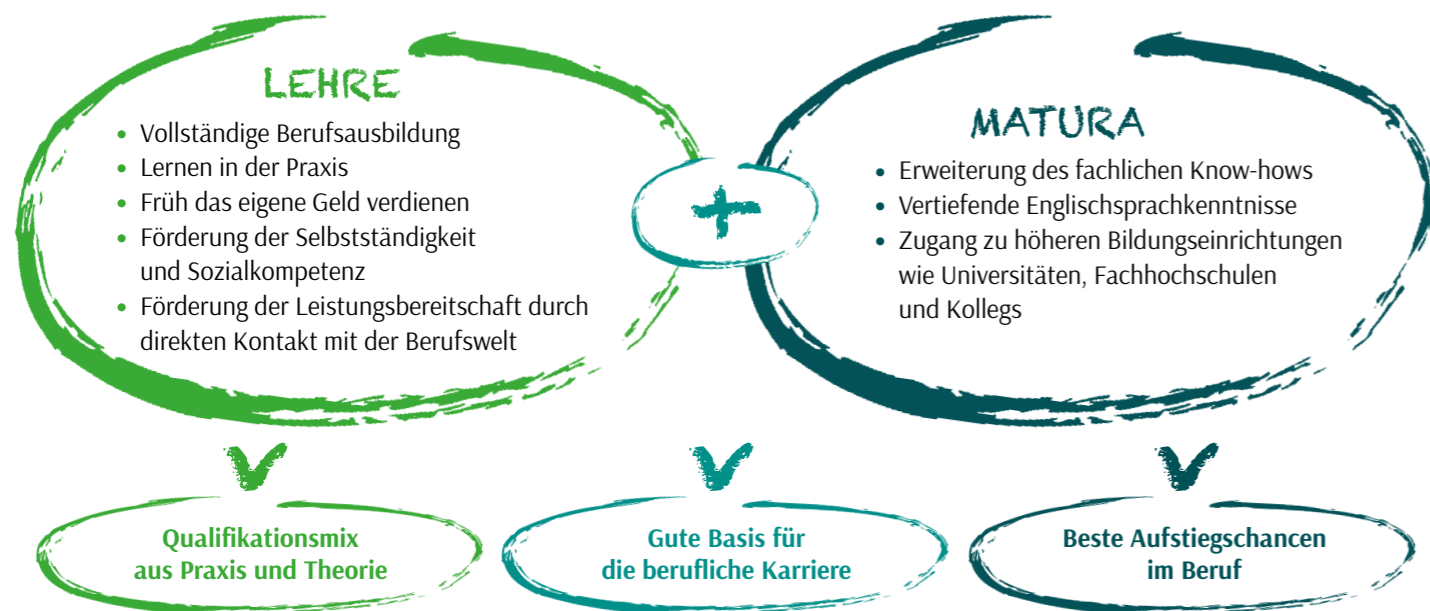 LEHRE
• Vollständige Berufsausbildung
• Lernen in der Praxis
• Früh das eigene Geld verdienen
• Förderung der Selbstständigkeit
und Sozialkompetenz
• Förderung der Leistungsbereitschaft durch
direkten Kontakt mit der Berufswelt
+
MATURA
• Erweiterung des fachlichen Know-hows
• Vertiefende Englischsprachkenntnisse
• Zugang zu höheren Bildungseinrichtungen
wie Universitäten, Fachhochschulen
und Kollegs
Qualifikationsmix
aus Praxis und Theorie
Gute Basis für
die berufliche Karriere
Beste Aufstiegschancen
im Beruf